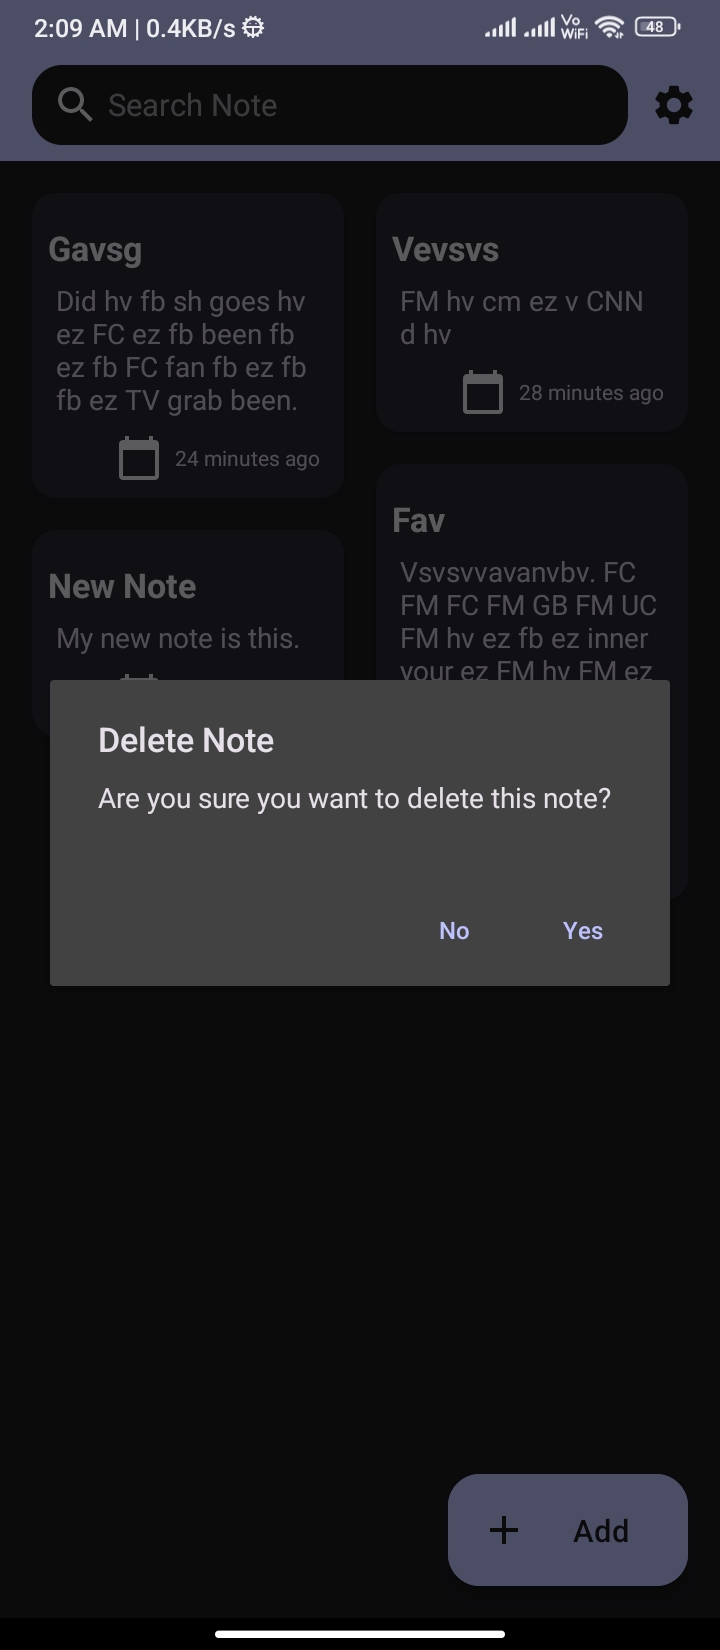 2:09 AM | 0.4KB/s
Vo
WiFi
48
Search Note
Gavsg
Did hv fb sh goes hv
ez FC ez fb been fb
ez fb FC fan fb ez fb
fb ez TV grab been.
24 minutes ago
Vevsvs
FM hv cm ez v CNN
d hv
28 minutes ago
New Note
My new note is this.
Fav
Vsvsvvavanvbv. FC
FM FC FM GB FM UC
FM hv ez fb ez inner
your ez FM hv FM ez
Delete Note
Are you sure you want to delete this note?
No
Yes
Add